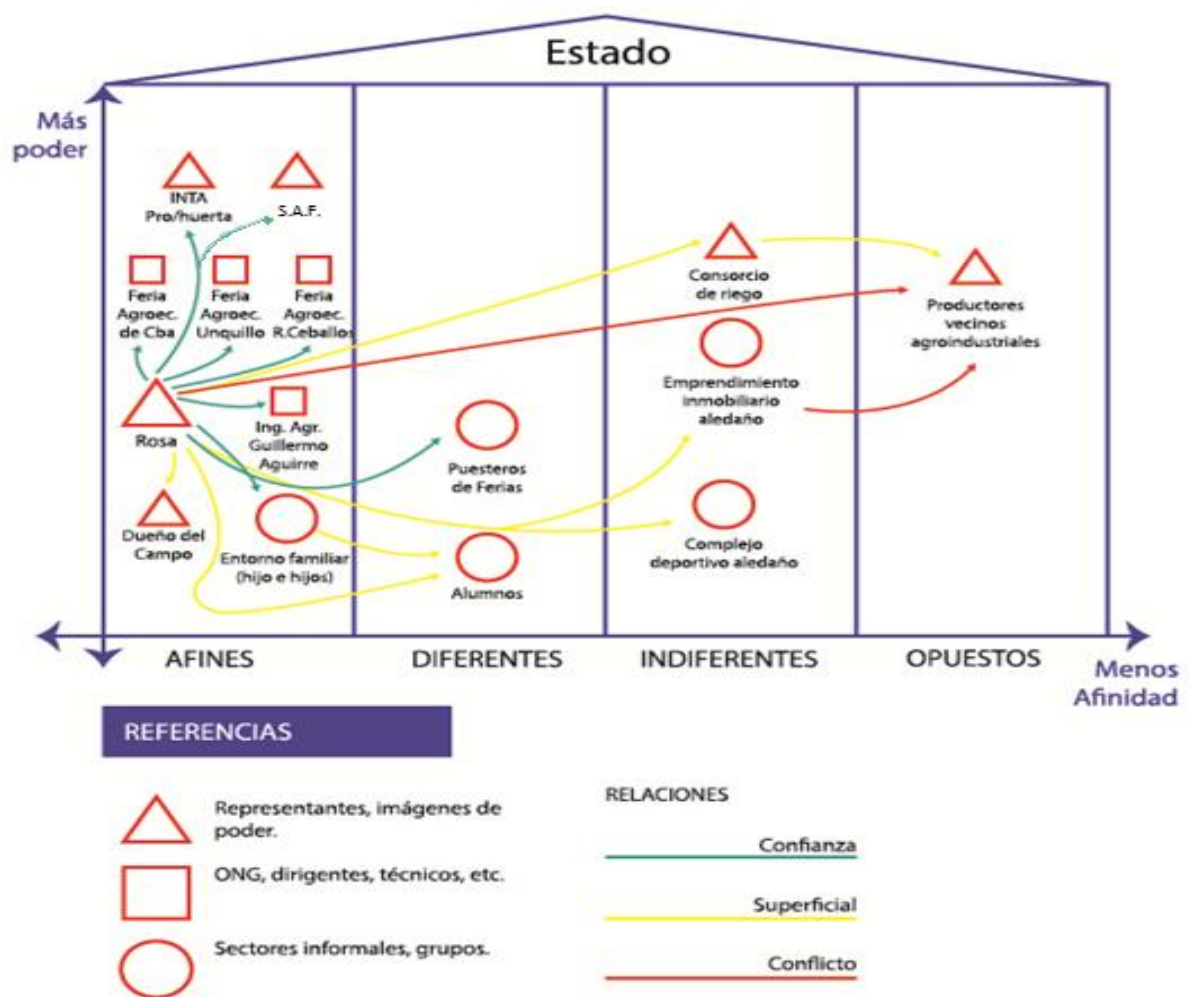 Estado
Más
poder
INTA
Pro/huerta
S.A.F.
Feria
Agroec.
de Cba
Feria
Agroec.
Unquillo
Feria
Agroec.
R.Ceballos
Consorcio
de riego
Productores
vecinos
agroindustriales
Emprendimiento
inmobiliario
aledaño
Rosa
Ing. Agr.
Guillermo
Aguirre
Puesteros
de Ferias
Dueño del
Campo
Entorno familiar
(hijo e hijos)
Alumnos
Complejo
deportivo aledaño
AFINES
DIFERENTES
INDIFERENTES
OPUESTOS
Menos
Afinidad
REFERENCIAS
Representantes, imágenes de
poder.
ONG, dirigentes, técnicos, etc.
Sectores informales, grupos.
RELACIONES
Confianza
Superficial
Conflicto